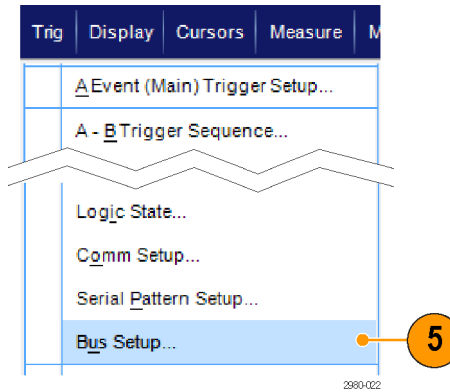 Trig Display Cursors Measure M
A Event (Main) Trigger Setup...
A - B Trigger Sequence...
Logic State...
Comm Setup...
Serial Pattern Setup...
Bus Setup...
5
2980-022